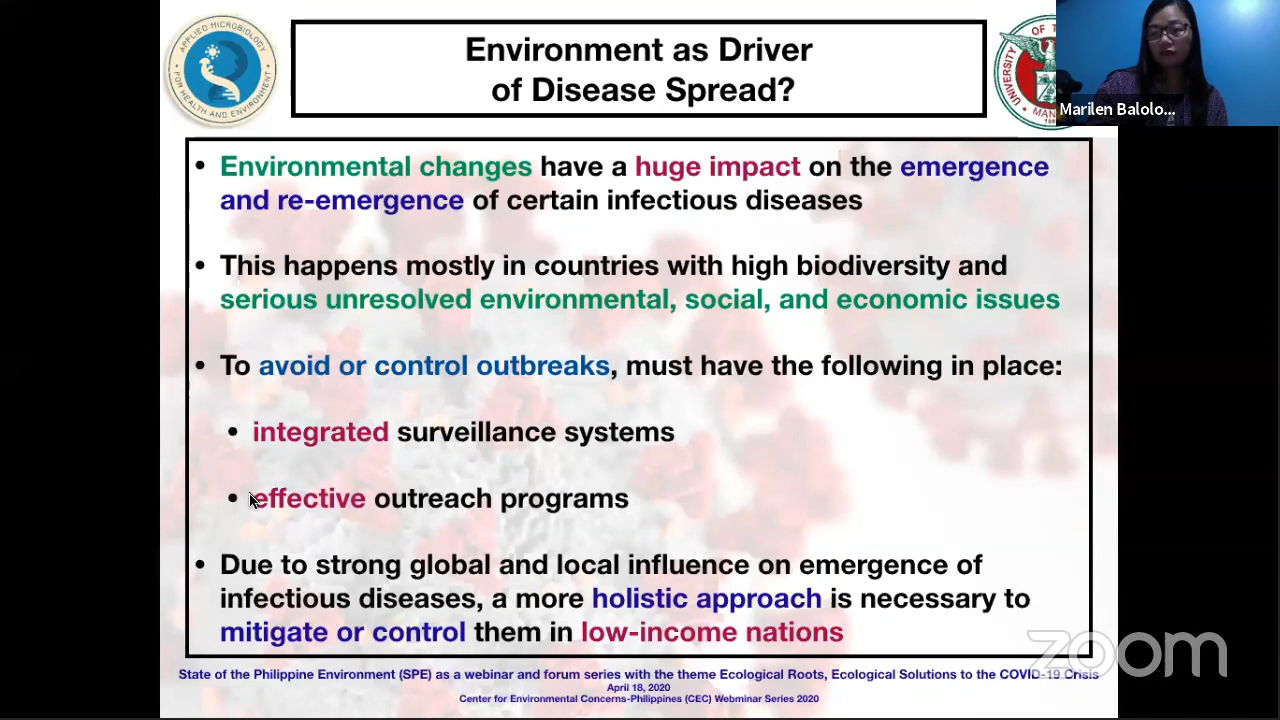 APPLIED MICROBIOLOGY
FOR HEALTH AND ENVIRONMENT
Environment as Driver
of Disease Spread?
UNIVERSITY OF
Marilen Balolo...
• Environmental changes have a huge impact on the emergence
and re-emergence of certain infectious diseases
• This happens mostly in countries with high biodiversity and
serious unresolved environmental, social, and economic issues
• To avoid or control outbreaks, must have the following in place:
• integrated surveillance systems
• effective outreach programs
• Due to strong global and local influence on emergence of
infectious diseases, a more holistic approach is necessary to
mitigate or control them in low-income nations
zoom
State of the Philippine Environment (SPE) as a webinar and forum series with the theme Ecological Roots, Ecological Solutions to the COVID-19 Crisis
April 18, 2020
Center for Environmental Concerns-Philippines (CEC) Webminar Series 2020